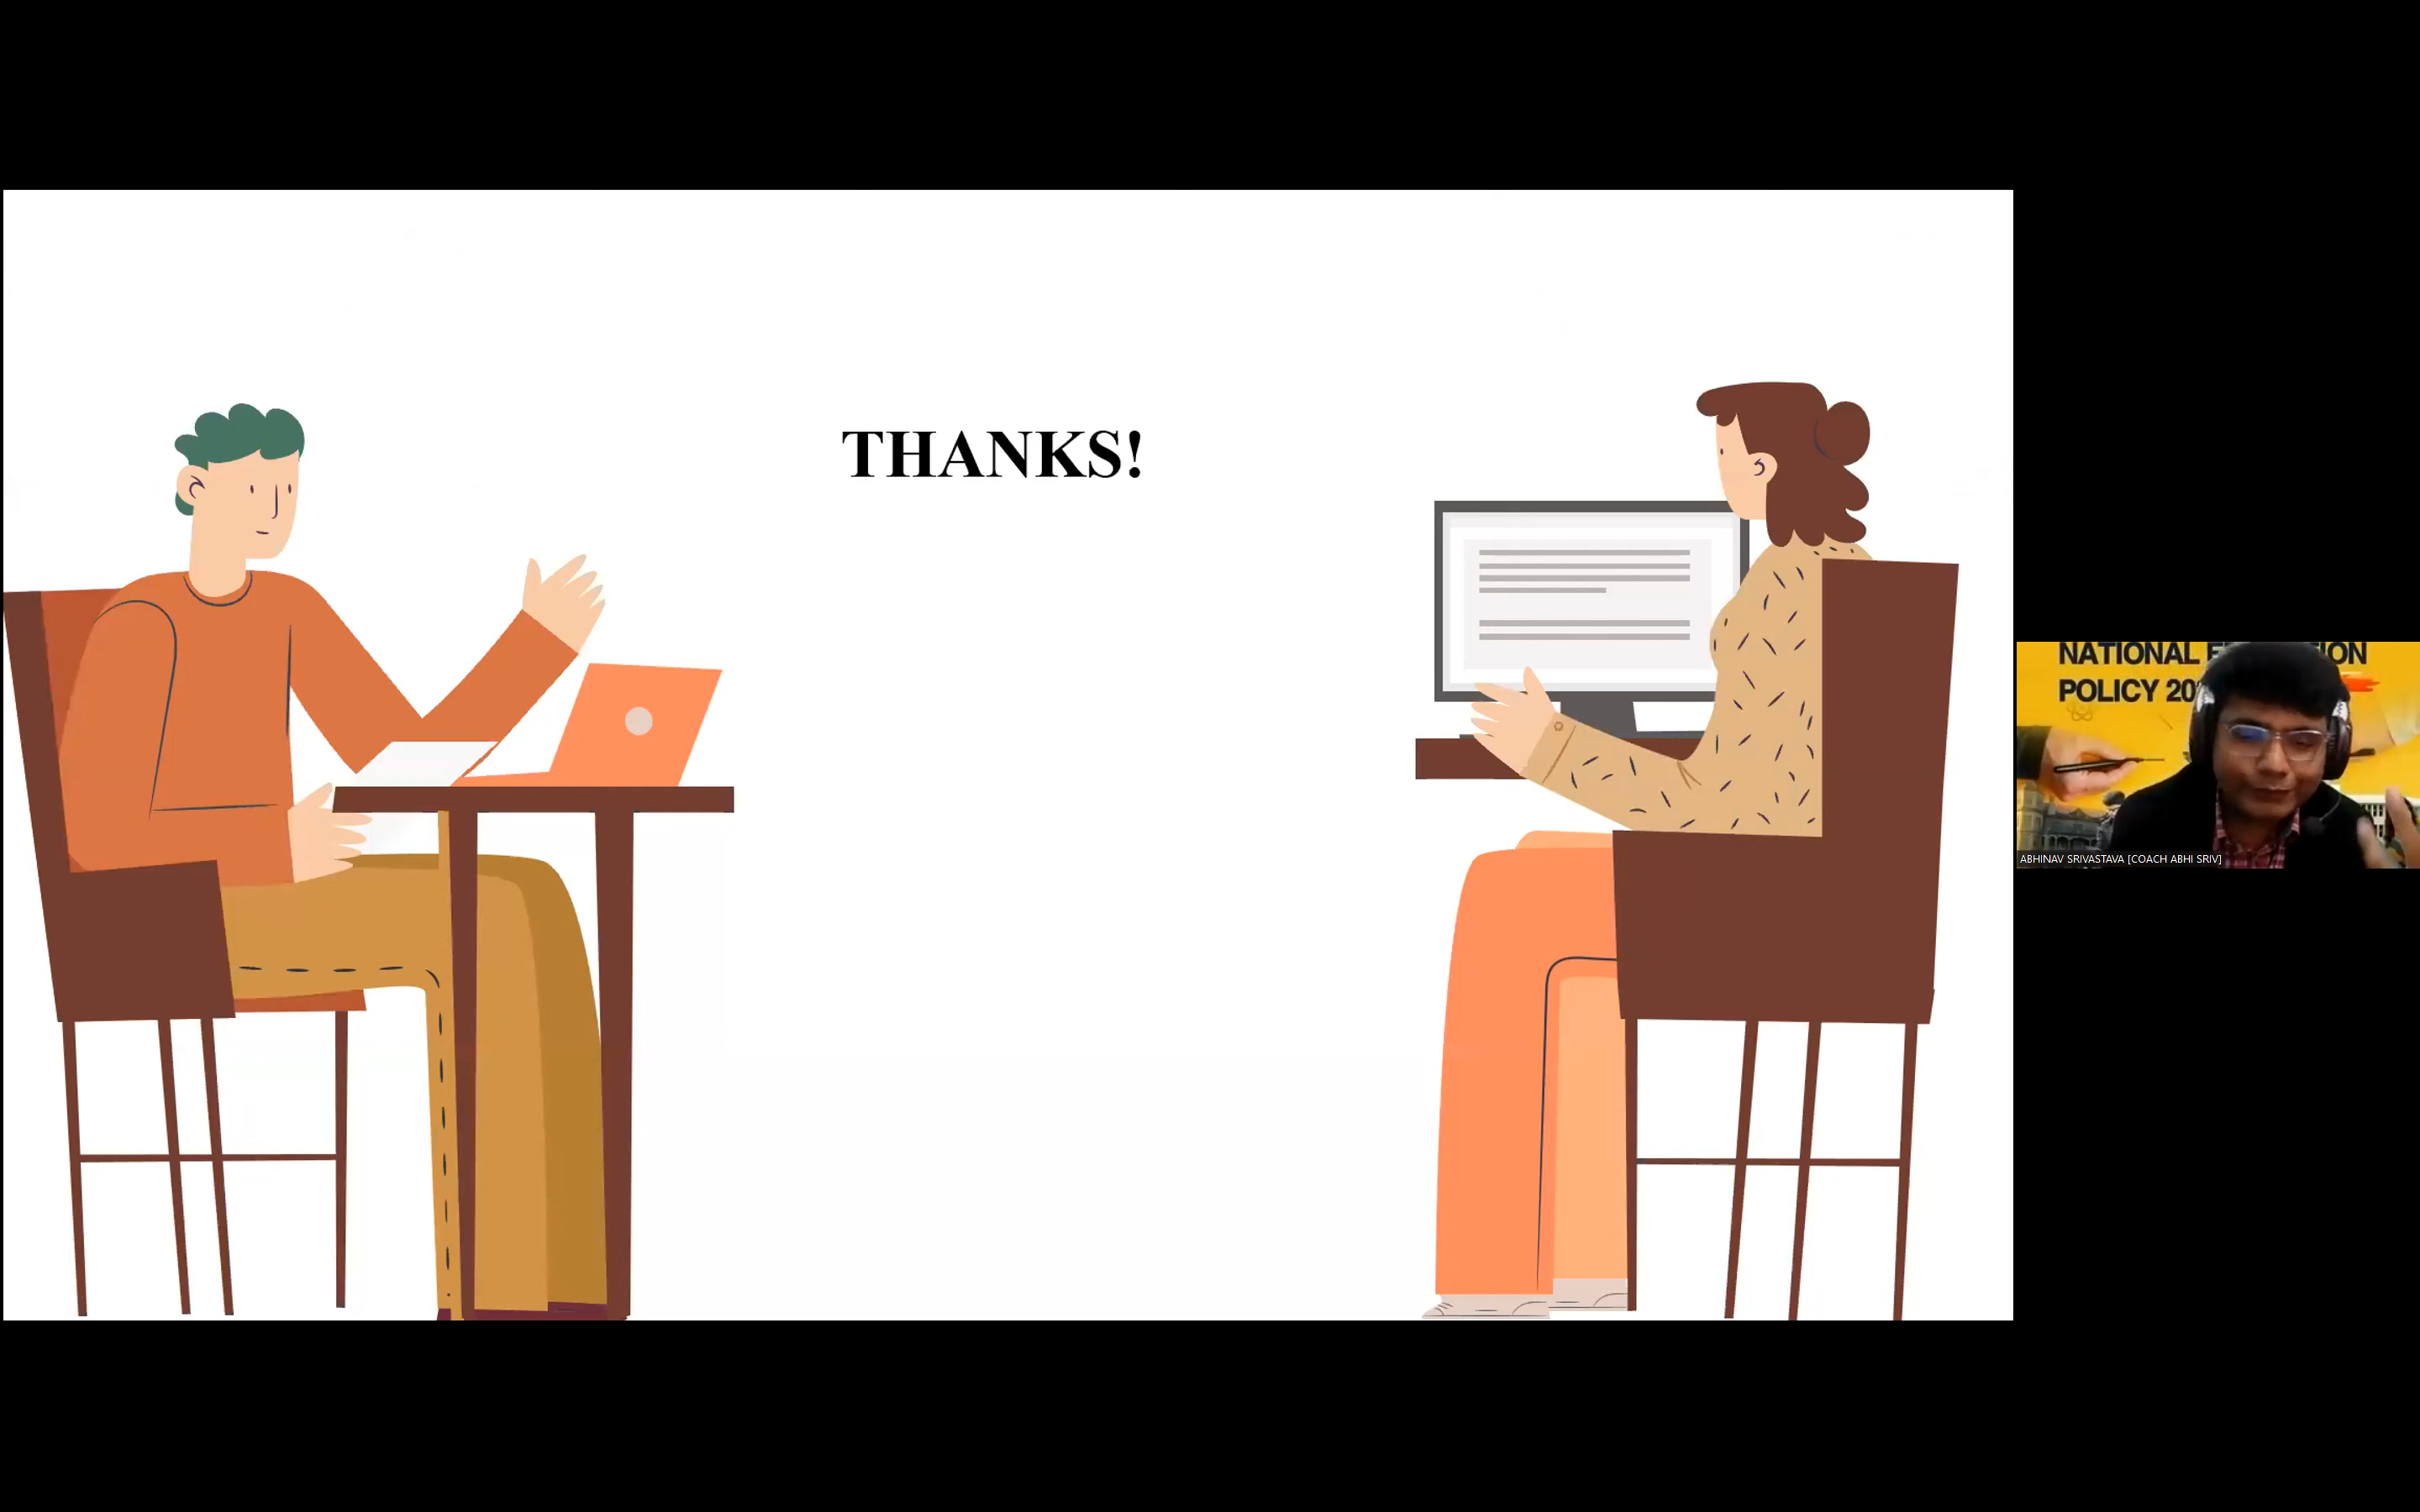 THANKS!
NATIONAL
POLICY
ABHINAV SRIVASTAVA [COACH ABHI SRIV]